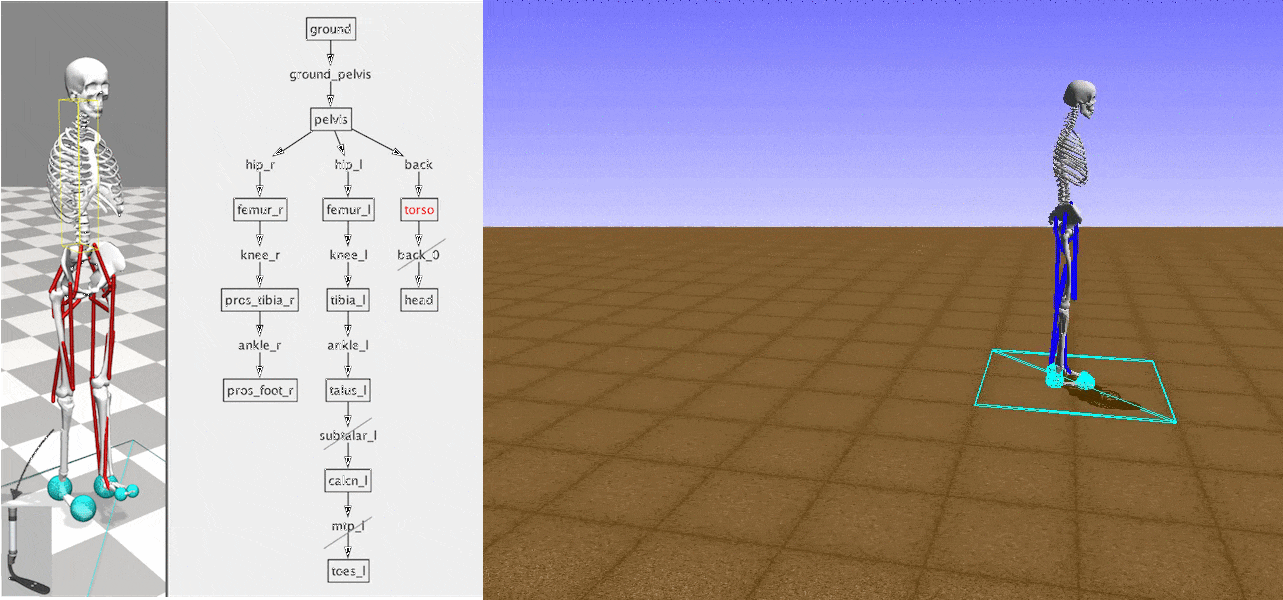 ground
ground_pelvis
pelvis
hip_r hip_l back
femur_r femur_l torso
knee_r knee_l back_0
pros_tibia_r tibia_l head
ankle_r ankle_l
pros_foot_r talus_l
subtalar_l
calcn_l
mtp_l
toes_l